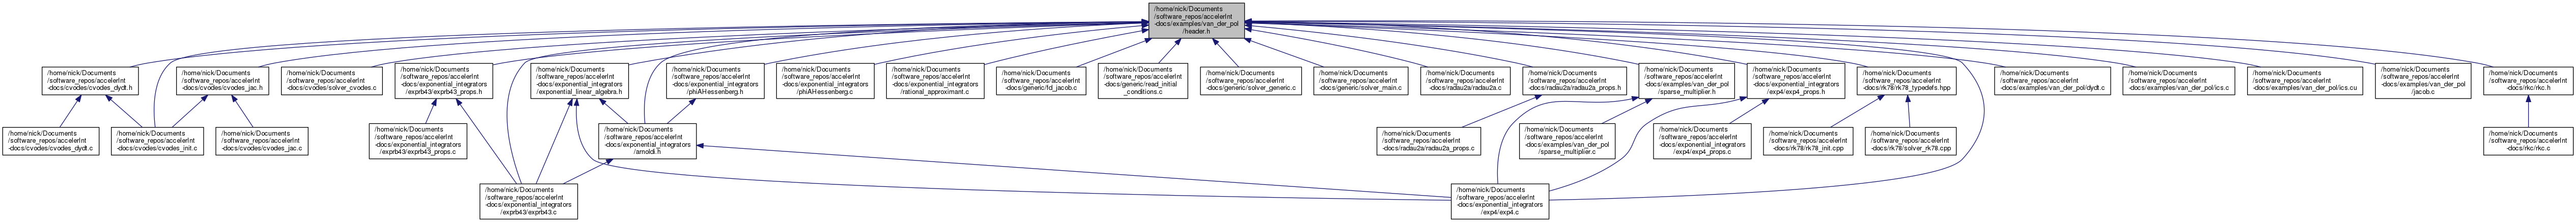 /home/nick/Documents
/software_repos/accelerInt
-docs/examples/van_der_pol
/header.h
/home/nick/Documents
/software_repos/accelerInt
-docs/cvodes/cvodes_dydt.h
/home/nick/Documents
/software_repos/accelerInt
-docs/cvodes/cvodes_jac.h
/home/nick/Documents
/software_repos/accelerInt
-docs/cvodes/solver_cvodes.c
/home/nick/Documents
/software_repos/accelerInt
-docs/exponential_integrators
/exprb43/exprb43_props.h
/home/nick/Documents
/software_repos/accelerInt
-docs/exponential_integrators
/exponential_linear_algebra.h
/home/nick/Documents
/software_repos/accelerInt
-docs/exponential_integrators
/phiAHessenberg.h
/home/nick/Documents
/software_repos/accelerInt
-docs/exponential_integrators
/phiAHessenberg.c
/home/nick/Documents
/software_repos/accelerInt
-docs/exponential_integrators
/rational_approximant.c
/home/nick/Documents
/software_repos/accelerInt
-docs/generic/fd_jacob.c
/home/nick/Documents
/software_repos/accelerInt
-docs/generic/read_initial
_conditions.c
/home/nick/Documents
/software_repos/accelerInt
-docs/generic/solver_generic.c
/home/nick/Documents
/software_repos/accelerInt
-docs/generic/solver_main.c
/home/nick/Documents
/software_repos/accelerInt
-docs/radau2a/radau2a.c
/home/nick/Documents
/software_repos/accelerInt
-docs/radau2a/radau2a_props.h
/home/nick/Documents
/software_repos/accelerInt
-docs/examples/van_der_pol
/sparse_multiplier.h
/home/nick/Documents
/software_repos/accelerInt
-docs/exponential_integrators
/exp4/exp4_props.h
/home/nick/Documents
/software_repos/accelerInt
-docs/rk78/rk78_typedefs.hpp
/home/nick/Documents
/software_repos/accelerInt
-docs/examples/van_der_pol/dydt.c
/home/nick/Documents
/software_repos/accelerInt
-docs/examples/van_der_pol/ics.c
/home/nick/Documents
/software_repos/accelerInt
-docs/examples/van_der_pol/ics.cu
/home/nick/Documents
/software_repos/accelerInt
-docs/examples/van_der_pol
/jacob.c
/home/nick/Documents
/software_repos/accelerInt
-docs/rkc/rkc.h
/home/nick/Documents
/software_repos/accelerInt
-docs/cvodes/cvodes_dydt.c
/home/nick/Documents
/software_repos/accelerInt
-docs/cvodes/cvodes_init.c
/home/nick/Documents
/software_repos/accelerInt
-docs/cvodes/cvodes_jac.c
/home/nick/Documents
/software_repos/accelerInt
-docs/exponential_integrators
/exprb43/exprb43_props.c
/home/nick/Documents
/software_repos/accelerInt
-docs/exponential_integrators
/arnoldi.h
/home/nick/Documents
/software_repos/accelerInt
-docs/radau2a/radau2a_props.c
/home/nick/Documents
/software_repos/accelerInt
-docs/examples/van_der_pol
/sparse_multiplier.c
/home/nick/Documents
/software_repos/accelerInt
-docs/exponential_integrators
/exp4/exp4_props.c
/home/nick/Documents
/software_repos/accelerInt
-docs/rk78/rk78_init.cpp
/home/nick/Documents
/software_repos/accelerInt
-docs/rk78/solver_rk78.cpp
/home/nick/Documents
/software_repos/accelerInt
-docs/rkc/rkc.c
/home/nick/Documents
/software_repos/accelerInt
-docs/exponential_integrators
/exprb43/exprb43.c
/home/nick/Documents
/software_repos/accelerInt
-docs/exponential_integrators
/exp4/exp4.c